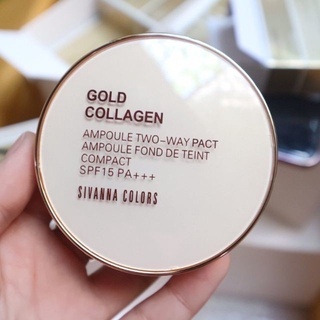 GOLD
COLLAGEN
AMPOULE TWO-WAY PACT
AMPOULE FOND DE TEINT
COMPACT
SPF15 PA+++
SIVANNA COLORS